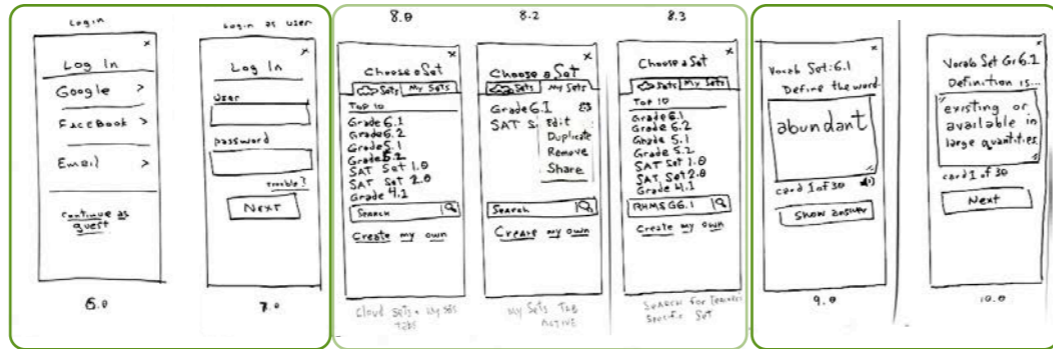 Login
Log In
Google >
FaceBook >
Email >
Continue as
guest
6.0
Login as user
x
Log In
user
password
trouble?
Next
7.0
8.0
x
Choose a Set
Sets My Sets
Top 10
Grade 6.1
Grade 6.2
Grade 5.1
Grade 5.2
SAT Set 1.0
SAT Set 2.0
Grade 4.1
Search
Create my own
Cloud Sets + My Sets
TABS
8.2
x
Choose a Set
Sets My Sets
Grade 6.1
SAT S
Edit
Duplicate
Remove
Share
Search
Create my own
My Sets TAB
ACTIVE
8.3
x
Choose a Set
Sets My Sets
Top 10
Grade 6.1
Grade 6.2
Grade 5.1
Grade 5.2
SAT Set 1.0
SAT Set 2.0
Grade 4.1
RHMSG6.1
Create my own
Search for Teacher
Specific Set
x
Vocab Set: 6.1
Define the word
abundant
card 1 of 30
Show answer
9.0
x
Vocab Set Gr 6.1
Definition is...
existing or
available in
large quantities
card 1 of 30
Next
10.0